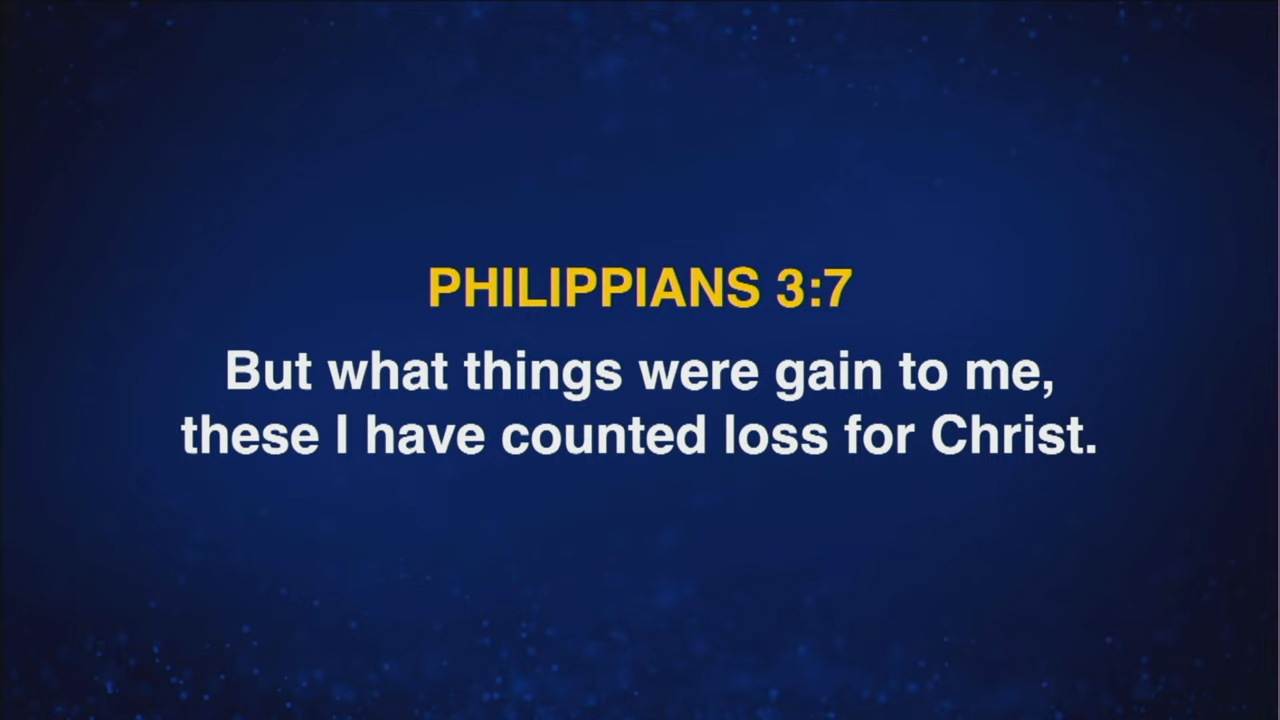 PHILIPPIANS 3:7
But what things were gain to me,
these I have counted loss for Christ.